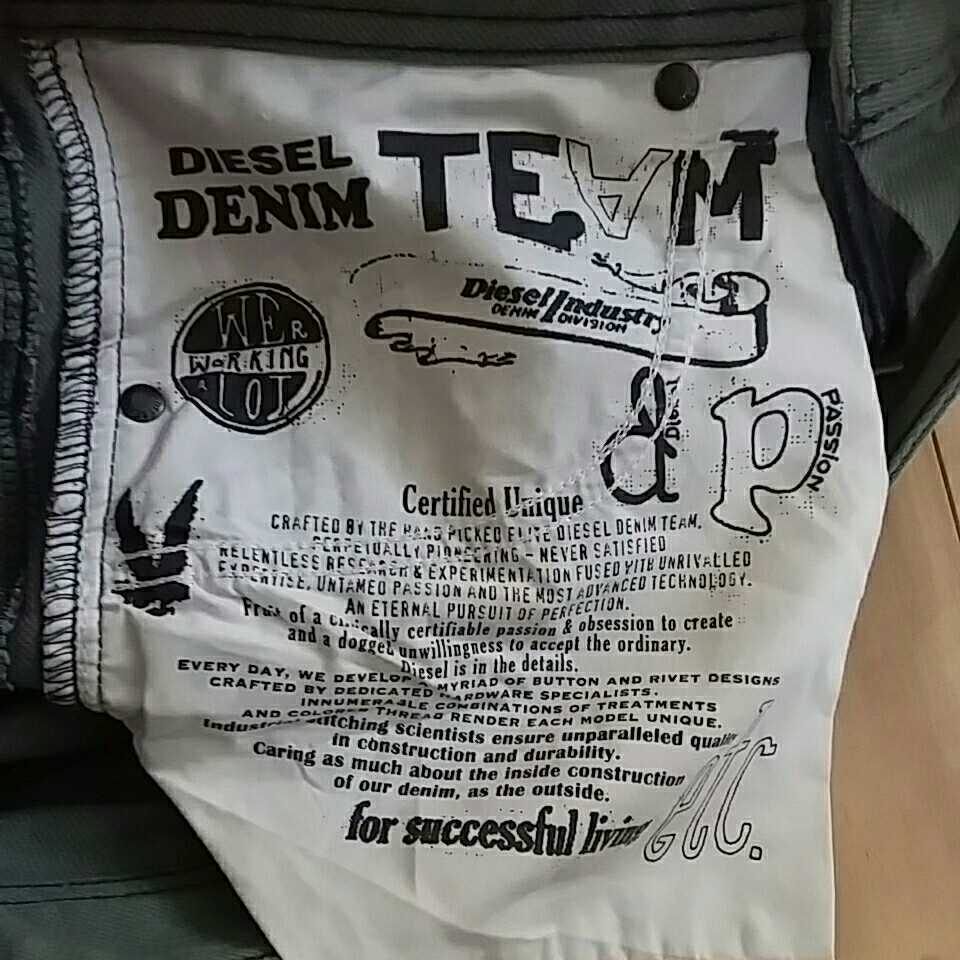 DIESEL
DENIM
TEAM
WE R
WORKING
A LOT
Diesel Industry
DENIM DIVISION
d
p
PASSION
Certified Unique
CRAFTED BY THE HAND PICKED ELITE DIESEL DENIM TEAM.
PERPETUALLY PIONEERING - NEVER SATISFIED
RELENTLESS RESEARCH & EXPERIMENTATION FUSED WITH UNRIVALLED
EXPERTISE, UNTAMED PASSION AND THE MOST ADVANCED TECHNOLOGY.
AN ETERNAL PURSUIT OF PERFECTION.
Fruit of a clinically certifiable passion & obsession to create
and a dogged unwillingness to accept the ordinary.
Diesel is in the details.
EVERY DAY, WE DEVELOP A MYRIAD OF BUTTON AND RIVET DESIGNS
CRAFTED BY DEDICATED HARDWARE SPECIALISTS.
INNUMERABLE COMBINATIONS OF TREATMENTS
AND COLORED THREAD RENDER EACH MODEL UNIQUE.
Industrial stitching scientists ensure unparalleled quality
in construction and durability.
Caring as much about the inside construction
of our denim, as the outside.
for successful living
etc.